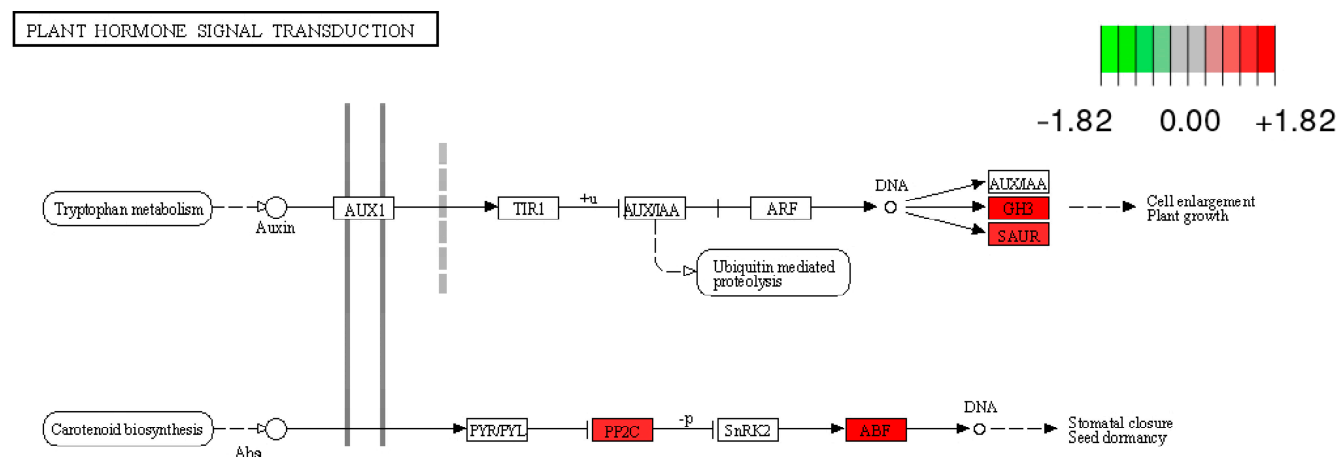 PLANT HORMONE SIGNAL TRANSDUCTION
-1.82 0.00 +1.82
Tryptophan metabolism
Auxin
AUX1
TIR1
+u
AUX/IAA
ARF
DNA
AUX/IAA
GH3
SAUR
Cell enlargement
Plant growth
Ubiquitin mediated
proteolysis
Carotenoid biosynthesis
Aba
PYR/PYL
PP2C
-p
SnRK2
ABF
DNA
Stomatal closure
Seed dormancy